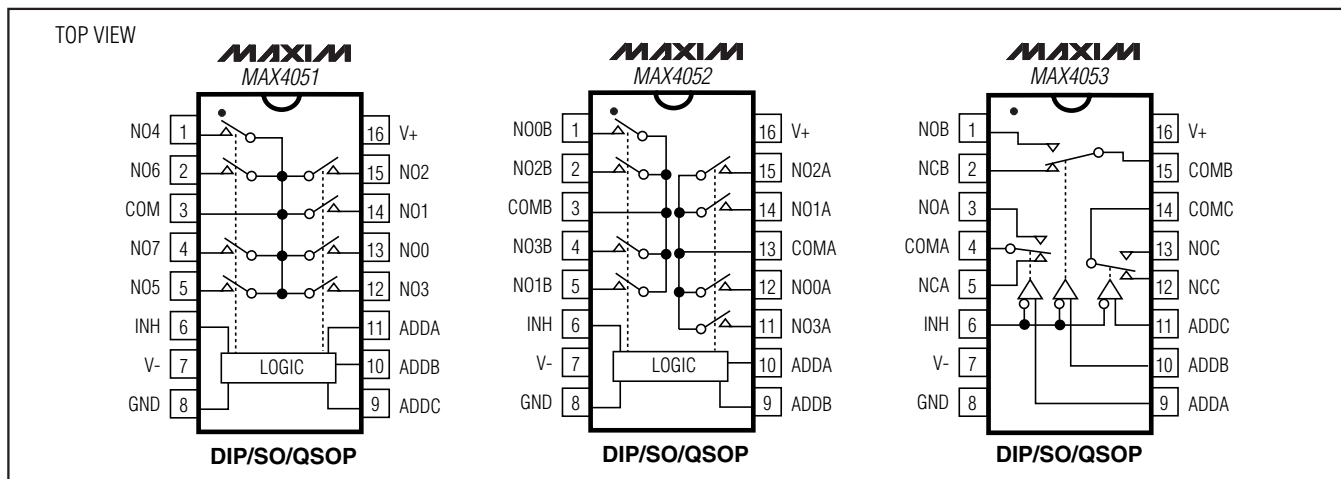 TOP VIEW
MAXIM
MAX4051
NO4 1
NO6 2
COM 3
NO7 4
NO5 5
INH 6
V- 7
GND 8
16 V+
15 NO2
14 NO1
13 NO0
12 NO3
11 ADDA
10 ADDB
9 ADDC
LOGIC
DIP/SO/QSOP
MAXIM
MAX4052
NO0B 1
NO2B 2
COMB 3
NO3B 4
NO1B 5
INH 6
V- 7
GND 8
16 V+
15 NO2A
14 NO1A
13 COMA
12 NO0A
11 NO3A
10 ADDA
9 ADDB
LOGIC
DIP/SO/QSOP
MAXIM
MAX4053
NOB 1
NCB 2
NOA 3
COMA 4
NCA 5
INH 6
V- 7
GND 8
16 V+
15 COMB
14 COMC
13 NOC
12 NCC
11 ADDC
10 ADDB
9 ADDA
DIP/SO/QSOP